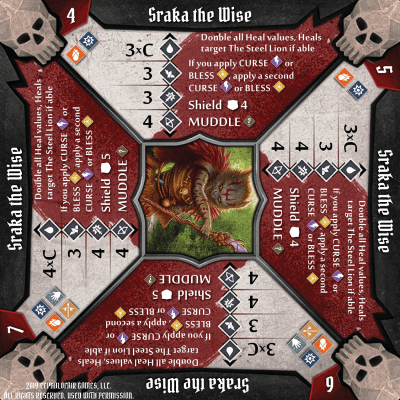 4
Sraka the Wise
3×C
3
3
4
Double all Heal values, Heals
target The Steel Lion if able
If you apply CURSE or
BLESS, apply a second
CURSE or BLESS
Shield 4
MUDDLE
5
Sraka the Wise
3×C
4
4
4
Double all Heal values, Heals
target The Steel Lion if able
If you apply CURSE or
BLESS, apply a second
CURSE or BLESS
Shield 4
MUDDLE
6
Sraka the Wise
3×C
3
4
4
Double all Heal values, Heals
target The Steel Lion if able
If you apply CURSE or
BLESS, apply a second
CURSE or BLESS
Shield 5
MUDDLE
7
Sraka the Wise
4×C
3
4
4
Double all Heal values, Heals
target The Steel Lion if able
If you apply CURSE or
BLESS, apply a second
CURSE or BLESS
Shield 5
MUDDLE
2019 CEPHALOFAIR GAMES, LLC.
ALL RIGHTS RESERVED. USED WITH PERMISSION.